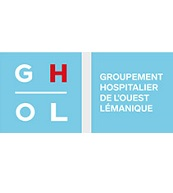 G H
O L
GROUPEMENT
HOSPITALIER
DE L'OUEST
LÉMANIQUE